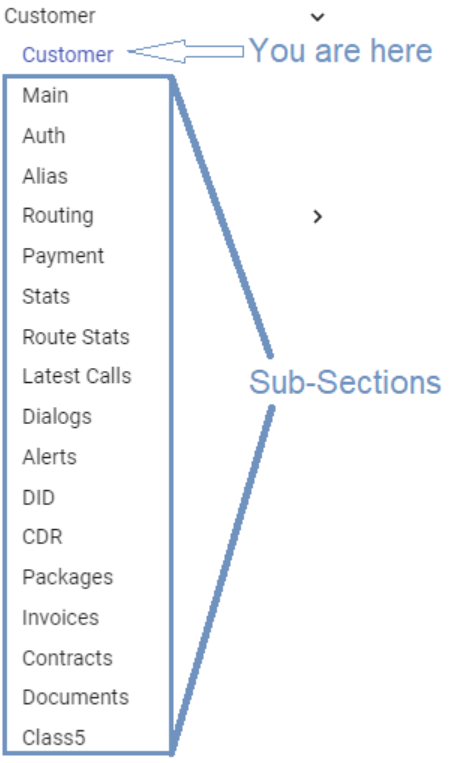 Customer
Customer
You are here
Main
Auth
Alias
Routing
Payment
Stats
Route Stats
Latest Calls
Sub-Sections
Dialogs
Alerts
DID
CDR
Packages
Invoices
Contracts
Documents
Class5